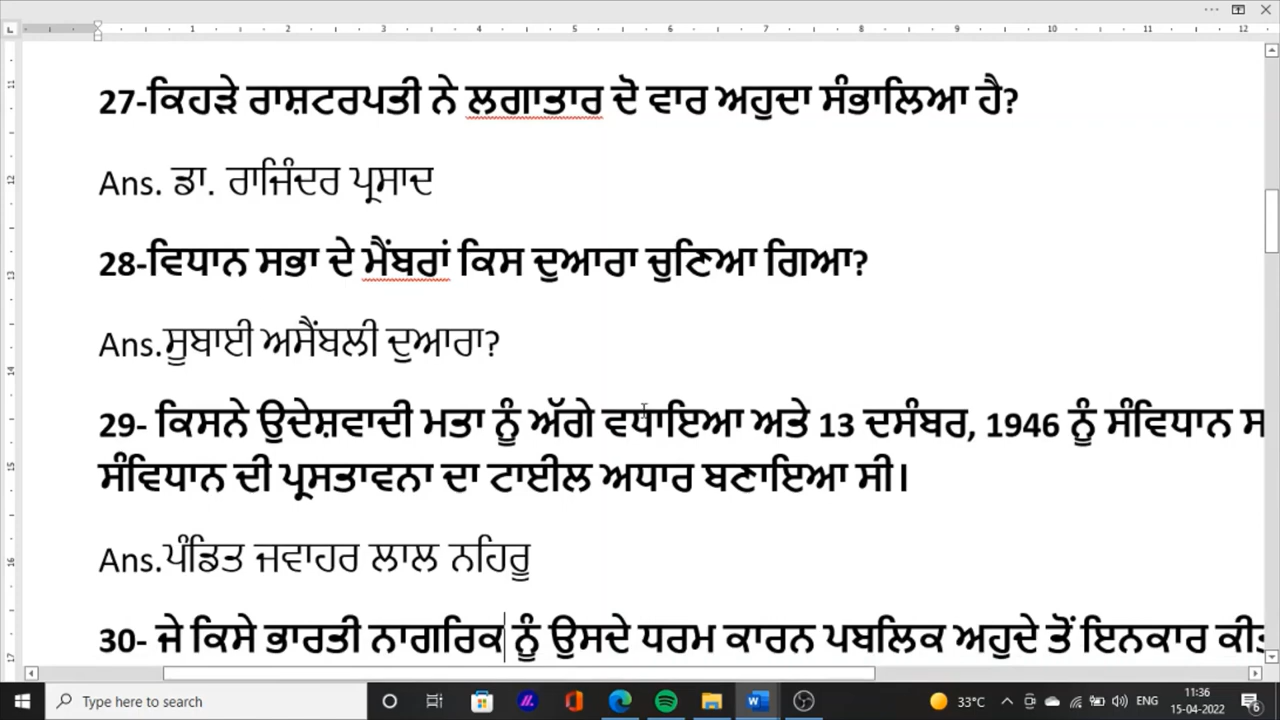 27-ਕਿਹੜੇ ਰਾਸ਼ਟਰਪਤੀ ਨੇ ਲਗਾਤਾਰ ਦੋ ਵਾਰ ਅਹੁਦਾ ਸੰਭਾਲਿਆ ਹੈ?
Ans. ਡਾ. ਰਾਜਿੰਦਰ ਪ੍ਰਸਾਦ
28-ਵਿਧਾਨ ਸਭਾ ਦੇ ਮੈਂਬਰਾਂ ਕਿਸ ਦੁਆਰਾ ਚੁਣਿਆ ਗਿਆ?
Ans.ਸੂਬਾਈ ਅਸੈਂਬਲੀ ਦੁਆਰਾ?
29- ਕਿਸਨੇ ਉਦੇਸ਼ਵਾਦੀ ਮਤਾ ਨੂੰ ਅੱਗੇ ਵਧਾਇਆ ਅਤੇ 13 ਦਸੰਬਰ, 1946 ਨੂੰ ਸੰਵਿਧਾਨ
ਸੰਵਿਧਾਨ ਦੀ ਪ੍ਰਸਤਾਵਨਾ ਦਾ ਟਾਈਲ ਅਧਾਰ ਬਣਾਇਆ ਸੀ।
Ans.ਪੰਡਿਤ ਜਵਾਹਰ ਲਾਲ ਨਹਿਰੂ
30- ਜੇ ਕਿਸੇ ਭਾਰਤੀ ਨਾਗਰਿਕ ਨੂੰ ਉਸਦੇ ਧਰਮ ਕਾਰਨ ਪਬਲਿਕ ਅਹੁਦੇ ਤੋਂ ਇਨਕਾਰ
Type here to search
33°C
ENG
11:36
15-04-2022
6